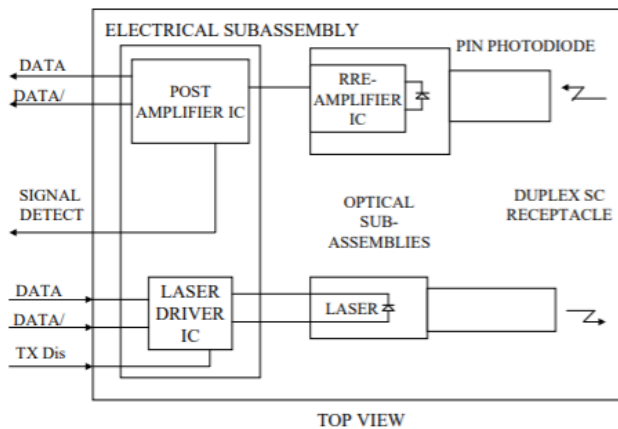 ELECTRICAL SUBASSEMBLY
PIN PHOTODIODE
DATA
DATA/
POST
AMPLIFIER IC
RRE-
AMPLIFIER
IC
SIGNAL
DETECT
OPTICAL
SUB-
ASSEMBLIES
DUPLEX SC
RECEPTACLE
DATA
DATA/
TX Dis
LASER
DRIVER
IC
LASER
TOP VIEW